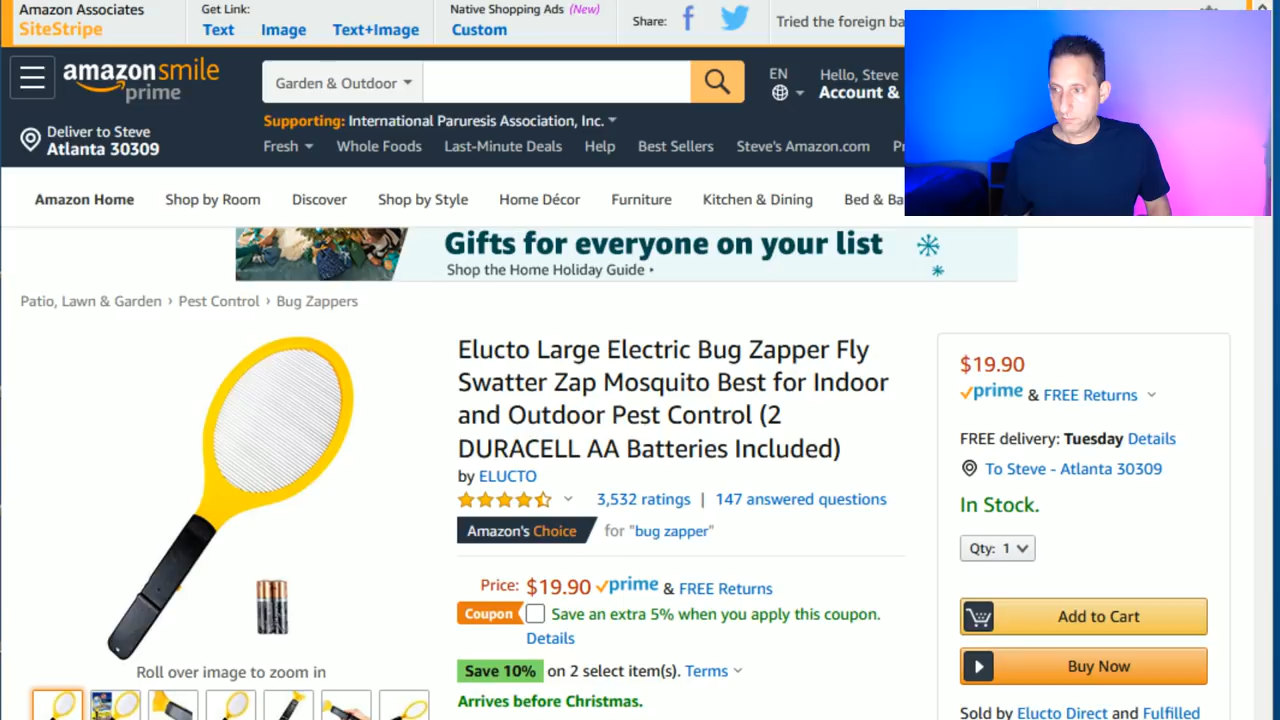 Amazon Associates
SiteStripe
Get Link:
Text Image Text+Image
Native Shopping Ads (New)
Custom
Share:
Tried the foreign ba
amazonsmile
prime
Garden & Outdoor
EN
Hello, Steve
Account &
Deliver to Steve
Atlanta 30309
Supporting: International Paruresis Association, Inc.
Fresh Whole Foods Last-Minute Deals Help Best Sellers Steve's Amazon.com
Amazon Home Shop by Room Discover Shop by Style Home Décor Furniture Kitchen & Dining Bed & Ba
Gifts for everyone on your list
Shop the Home Holiday Guide
Patio, Lawn & Garden › Pest Control › Bug Zappers
Elucto Large Electric Bug Zapper Fly
Swatter Zap Mosquito Best for Indoor
and Outdoor Pest Control (2
DURACELL AA Batteries Included)
by ELUCTO
3,532 ratings | 147 answered questions
Amazon's Choice for "bug zapper"
Price: $19.90 prime & FREE Returns
Coupon Save an extra 5% when you apply this coupon.
Details
Save 10% on 2 select item(s). Terms
Arrives before Christmas.
Roll over image to zoom in
$19.90
prime & FREE Returns
FREE delivery: Tuesday Details
To Steve - Atlanta 30309
In Stock.
Qty: 1
Add to Cart
Buy Now
Sold by Elucto Direct and Fulfilled